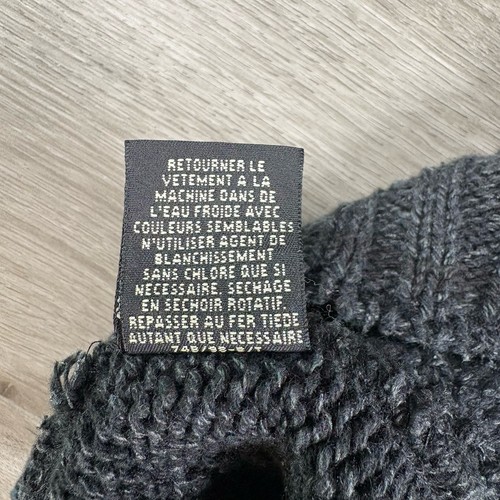 RETOURNER LE
VETEMENT A LA
MACHINE DANS DE
L'EAU FROIDE AVEC
COULEURS SEMBLABLES
N'UTILISER AGENT DE
BLANCHISSEMENT
SANS CHLORE QUE SI
NECESSAIRE. SECHAGE
EN SECHOIR ROTATIF.
REPASSER AU FER TIEDE
AUTANT QUE NECESSAIRE